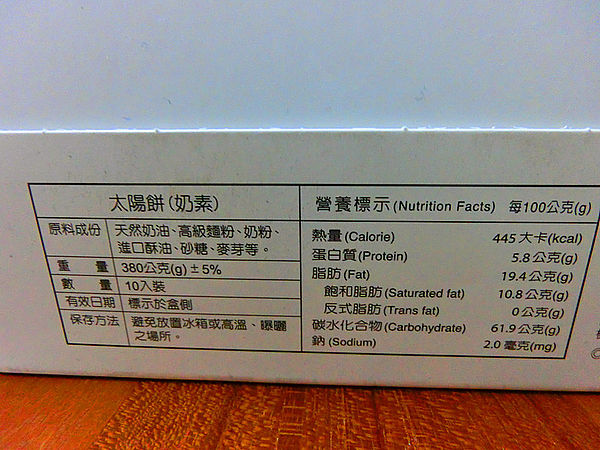 太陽餅(奶素)
原料成份 天然奶油、高級麵粉、奶粉、
進口酥油、砂糖、麥芽等。
重量 380公克(g)±5%
數量 10入裝
有效日期 標示於盒側
保存方法 避免放置冰箱或高溫、曝曬
之場所。
營養標示(Nutrition Facts) 每100公克(g)
熱量(Calorie) 445大卡(kcal)
蛋白質(Protein) 5.8公克(g)
脂肪(Fat) 19.4公克(g)
飽和脂肪(Saturated fat) 10.8公克(g)
反式脂肪(Trans fat) 0公克(g)
碳水化合物(Carbohydrate) 61.9公克(g)
鈉(Sodium) 2.0毫克(mg)